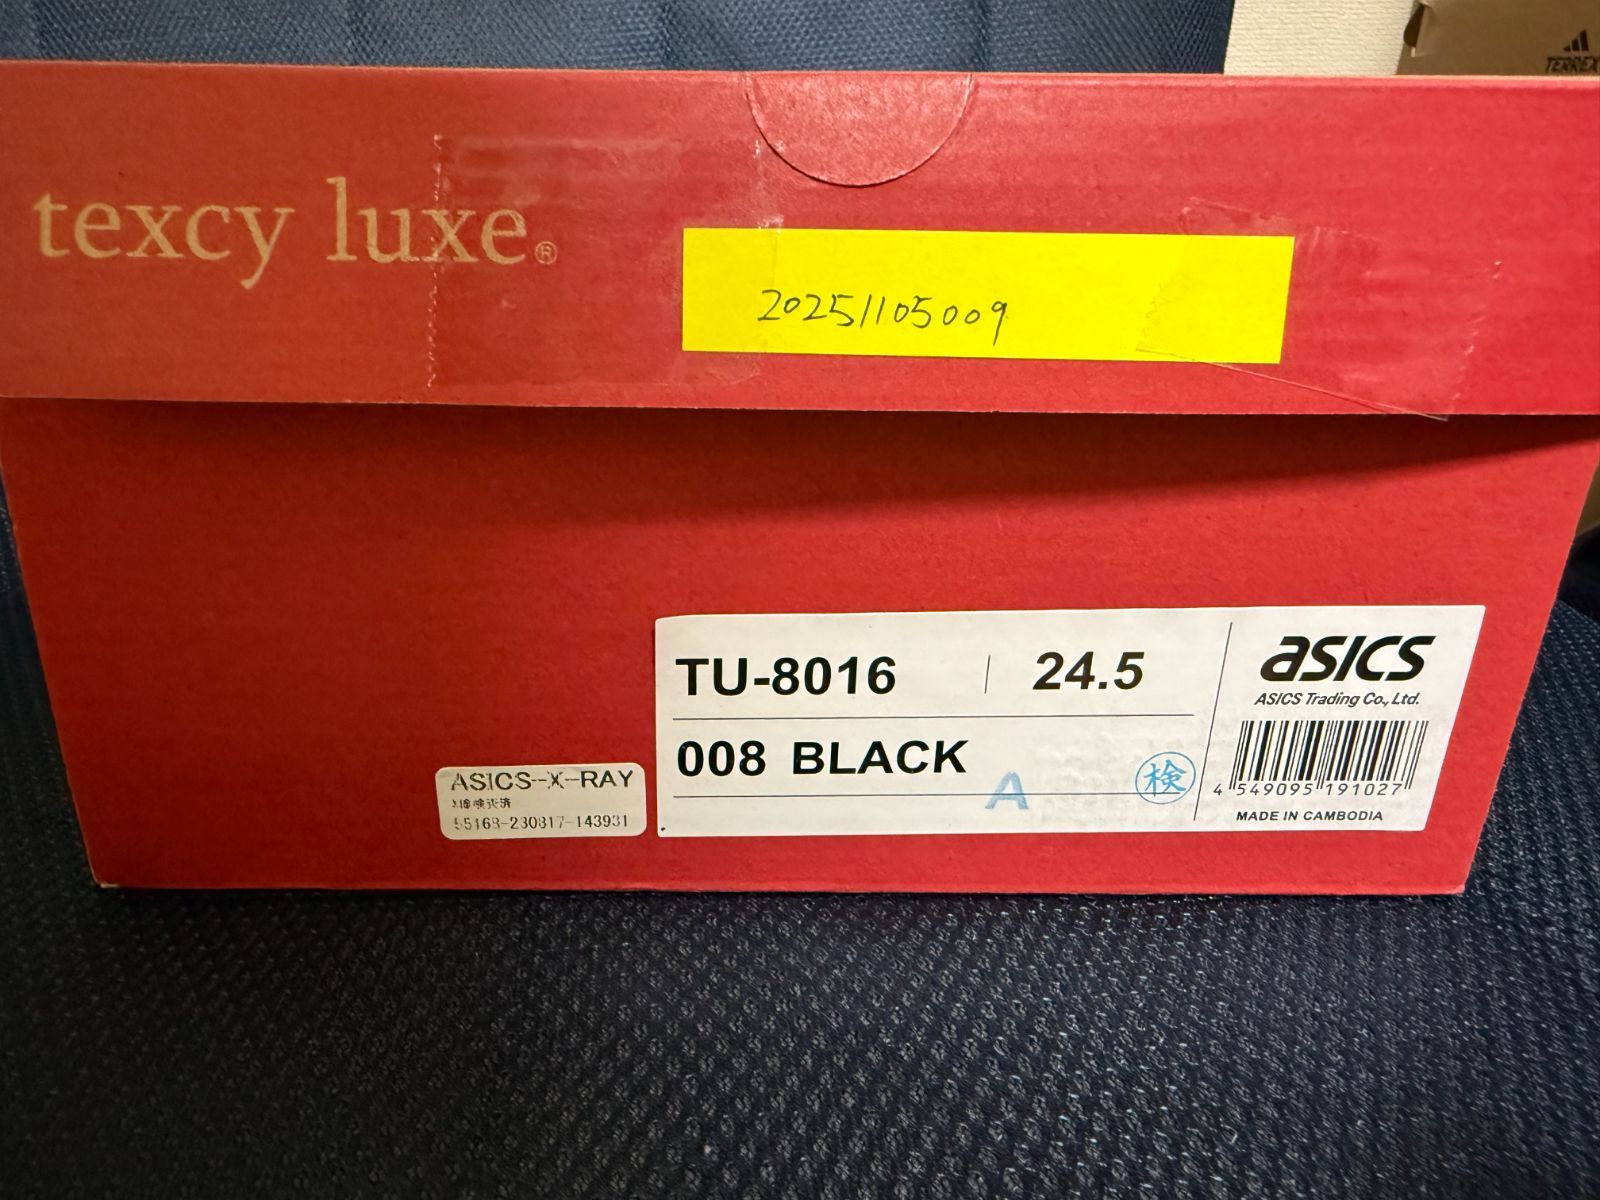 TERREX
texcy luxe®
20251105009
TU-8016 | 24.5
008 BLACK
A
検
asics
ASICS Trading Co., Ltd.
4 549095 191027
MADE IN CAMBODIA
ASICS-X-RAY
55168-230817-143931